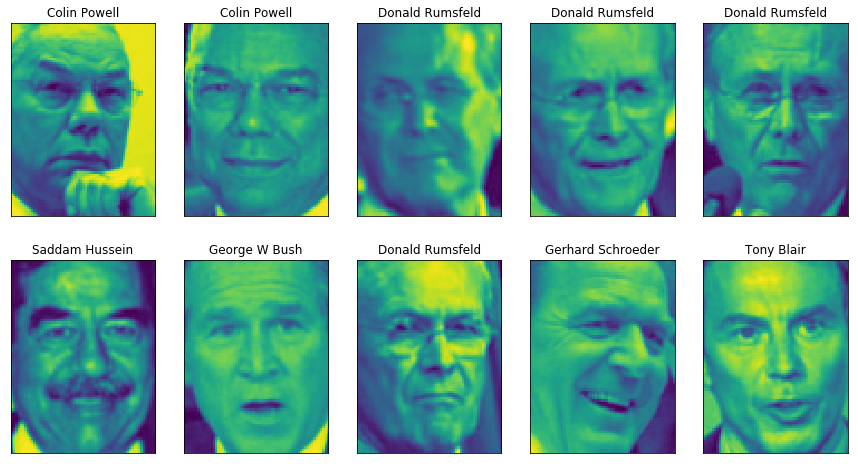 Colin Powell
Colin Powell
Donald Rumsfeld
Donald Rumsfeld
Donald Rumsfeld
Saddam Hussein
George W Bush
Donald Rumsfeld
Gerhard Schroeder
Tony Blair